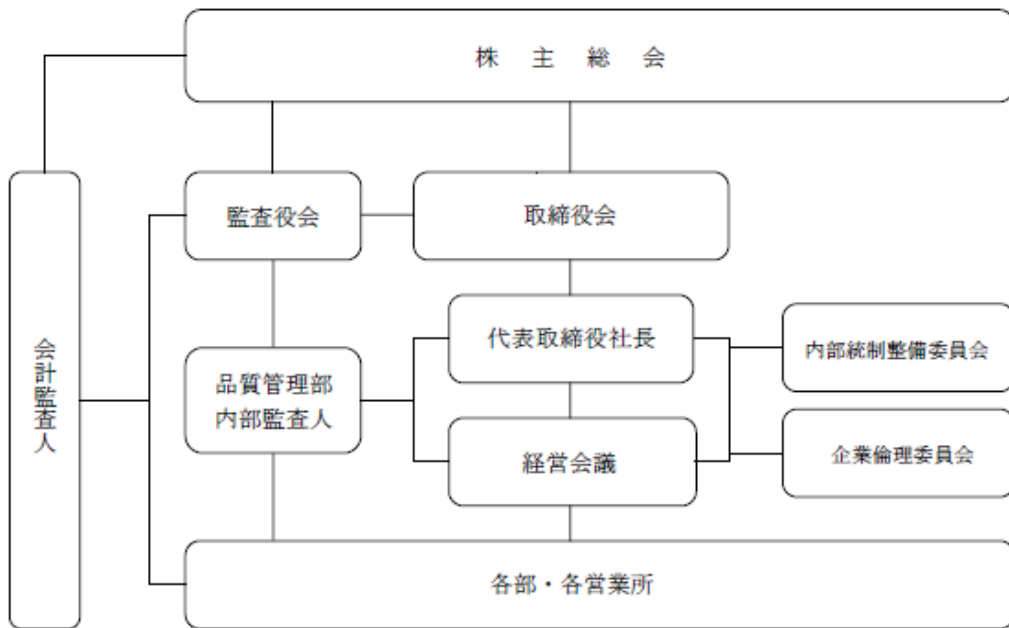 株主総会
監査役会
取締役会
会計監査人
代表取締役社長
内部統制整備委員会
品質管理部
内部監査人
経営会議
企業倫理委員会
各部・各営業所